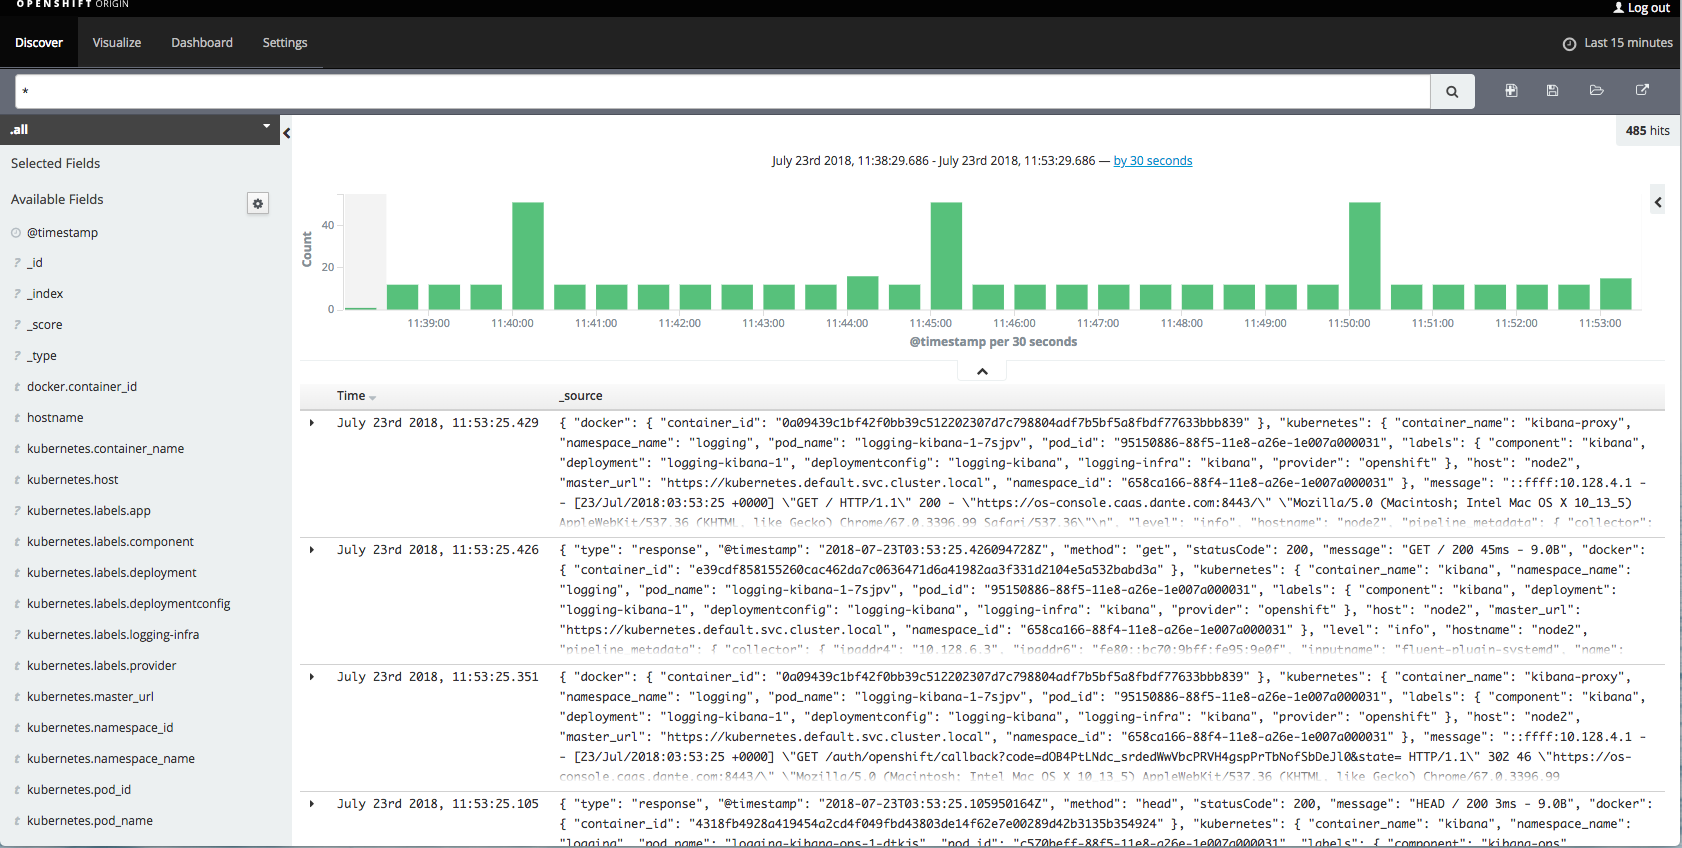 OPENSHIFT ORIGIN
Log out
Discover Visualize Dashboard Settings
Last 15 minutes
*
.all
485 hits
Selected Fields
Available Fields
@timestamp
? _id
? _index
? _score
? _type
t docker.container_id
t hostname
t kubernetes.container_name
t kubernetes.host
t kubernetes.labels.app
t kubernetes.labels.component
t kubernetes.labels.deployment
t kubernetes.labels.deploymentconfig
? kubernetes.labels.logging-infra
t kubernetes.labels.provider
t kubernetes.master_url
t kubernetes.namespace_id
t kubernetes.namespace_name
t kubernetes.pod_id
t kubernetes.pod_name
July 23rd 2018, 11:38:29.686 - July 23rd 2018, 11:53:29.686 — by 30 seconds
Count
40
20
0
11:39:00 11:40:00 11:41:00 11:42:00 11:43:00 11:44:00 11:45:00 11:46:00 11:47:00 11:48:00 11:49:00 11:50:00 11:51:00 11:52:00 11:53:00
@timestamp per 30 seconds
Time _source
July 23rd 2018, 11:53:25.429 { "docker": { "container_id": "0a09439c1bf42f0bb39c512202307d7c798804adf7b5bf5a8fbdf77633bbb839" }, "kubernetes": { "container_name": "kibana-proxy",
"namespace_name": "logging", "pod_name": "logging-kibana-1-7sjpv", "pod_id": "95150886-88f5-11e8-a26e-1e007a000031", "labels": { "component": "kibana",
"deployment": "logging-kibana-1", "deploymentconfig": "logging-kibana", "logging-infra": "kibana", "provider": "openshift" }, "host": "node2",
"master_url": "https://kubernetes.default.svc.cluster.local", "namespace_id": "658ca166-88f4-11e8-a26e-1e007a000031" }, "message": "::ffff:10.128.4.1 -
- [23/Jul/2018:03:53:25 +0000] \"GET / HTTP/1.1\" 200 - \"https://os-console.caas.dante.com:8443/\" \"Mozilla/5.0 (Macintosh; Intel Mac OS X 10_13_5)
AppleWebKit/537.36 (KHTML, like Gecko) Chrome/67.0.3396.99 Safari/537.36\"\n", "level": "info", "hostname": "node2", "pipeline_metadata": { "collector":
July 23rd 2018, 11:53:25.426 { "type": "response", "@timestamp": "2018-07-23T03:53:25.426094728Z", "method": "get", "statusCode": 200, "message": "GET / 200 45ms - 9.0B", "docker":
{ "container_id": "e39cdf858155260cac462da7c0636471d6a41982aa3f331d2104e5a532babd3a" }, "kubernetes": { "container_name": "kibana", "namespace_name":
"logging", "pod_name": "logging-kibana-1-7sjpv", "pod_id": "95150886-88f5-11e8-a26e-1e007a000031", "labels": { "component": "kibana", "deployment":
"logging-kibana-1", "deploymentconfig": "logging-kibana", "logging-infra": "kibana", "provider": "openshift" }, "host": "node2", "master_url":
"https://kubernetes.default.svc.cluster.local", "namespace_id": "658ca166-88f4-11e8-a26e-1e007a000031" }, "level": "info", "hostname": "node2",
"pipeline_metadata": { "collector": { "ipaddr4": "10.128.6.3", "ipaddr6": "fe80::bc70:9bff:fe95:9e0f", "inputname": "fluent-plugin-systemd", "name":
July 23rd 2018, 11:53:25.351 { "docker": { "container_id": "0a09439c1bf42f0bb39c512202307d7c798804adf7b5bf5a8fbdf77633bbb839" }, "kubernetes": { "container_name": "kibana-proxy",
"namespace_name": "logging", "pod_name": "logging-kibana-1-7sjpv", "pod_id": "95150886-88f5-11e8-a26e-1e007a000031", "labels": { "component": "kibana",
"deployment": "logging-kibana-1", "deploymentconfig": "logging-kibana", "logging-infra": "kibana", "provider": "openshift" }, "host": "node2",
"master_url": "https://kubernetes.default.svc.cluster.local", "namespace_id": "658ca166-88f4-11e8-a26e-1e007a000031" }, "message": "::ffff:10.128.4.1 -
- [23/Jul/2018:03:53:25 +0000] \"GET /auth/openshift/callback?code=dOB4PtLNdc_srdedWwVbcPRVH4gspPrTbNofSbDeJl0&state= HTTP/1.1\" 302 46 \"https://os-
console.caas.dante.com:8443/\" \"Mozilla/5.0 (Macintosh; Intel Mac OS X 10_13_5) AppleWebKit/537.36 (KHTML, like Gecko) Chrome/67.0.3396.99
July 23rd 2018, 11:53:25.105 { "type": "response", "@timestamp": "2018-07-23T03:53:25.105950164Z", "method": "head", "statusCode": 200, "message": "HEAD / 200 3ms - 9.0B", "docker":
{ "container_id": "4318fb4928a419454a2cd4f049fbd43803de14f62e7e00289d42b3135b354924" }, "kubernetes": { "container_name": "kibana", "namespace_name":
"logging", "pod_name": "logging-kibana-ops-1-dtkjs", "pod_id": "c570beff-88f5-11e8-a26e-1e007a000031", "labels": { "component": "kibana-ops",